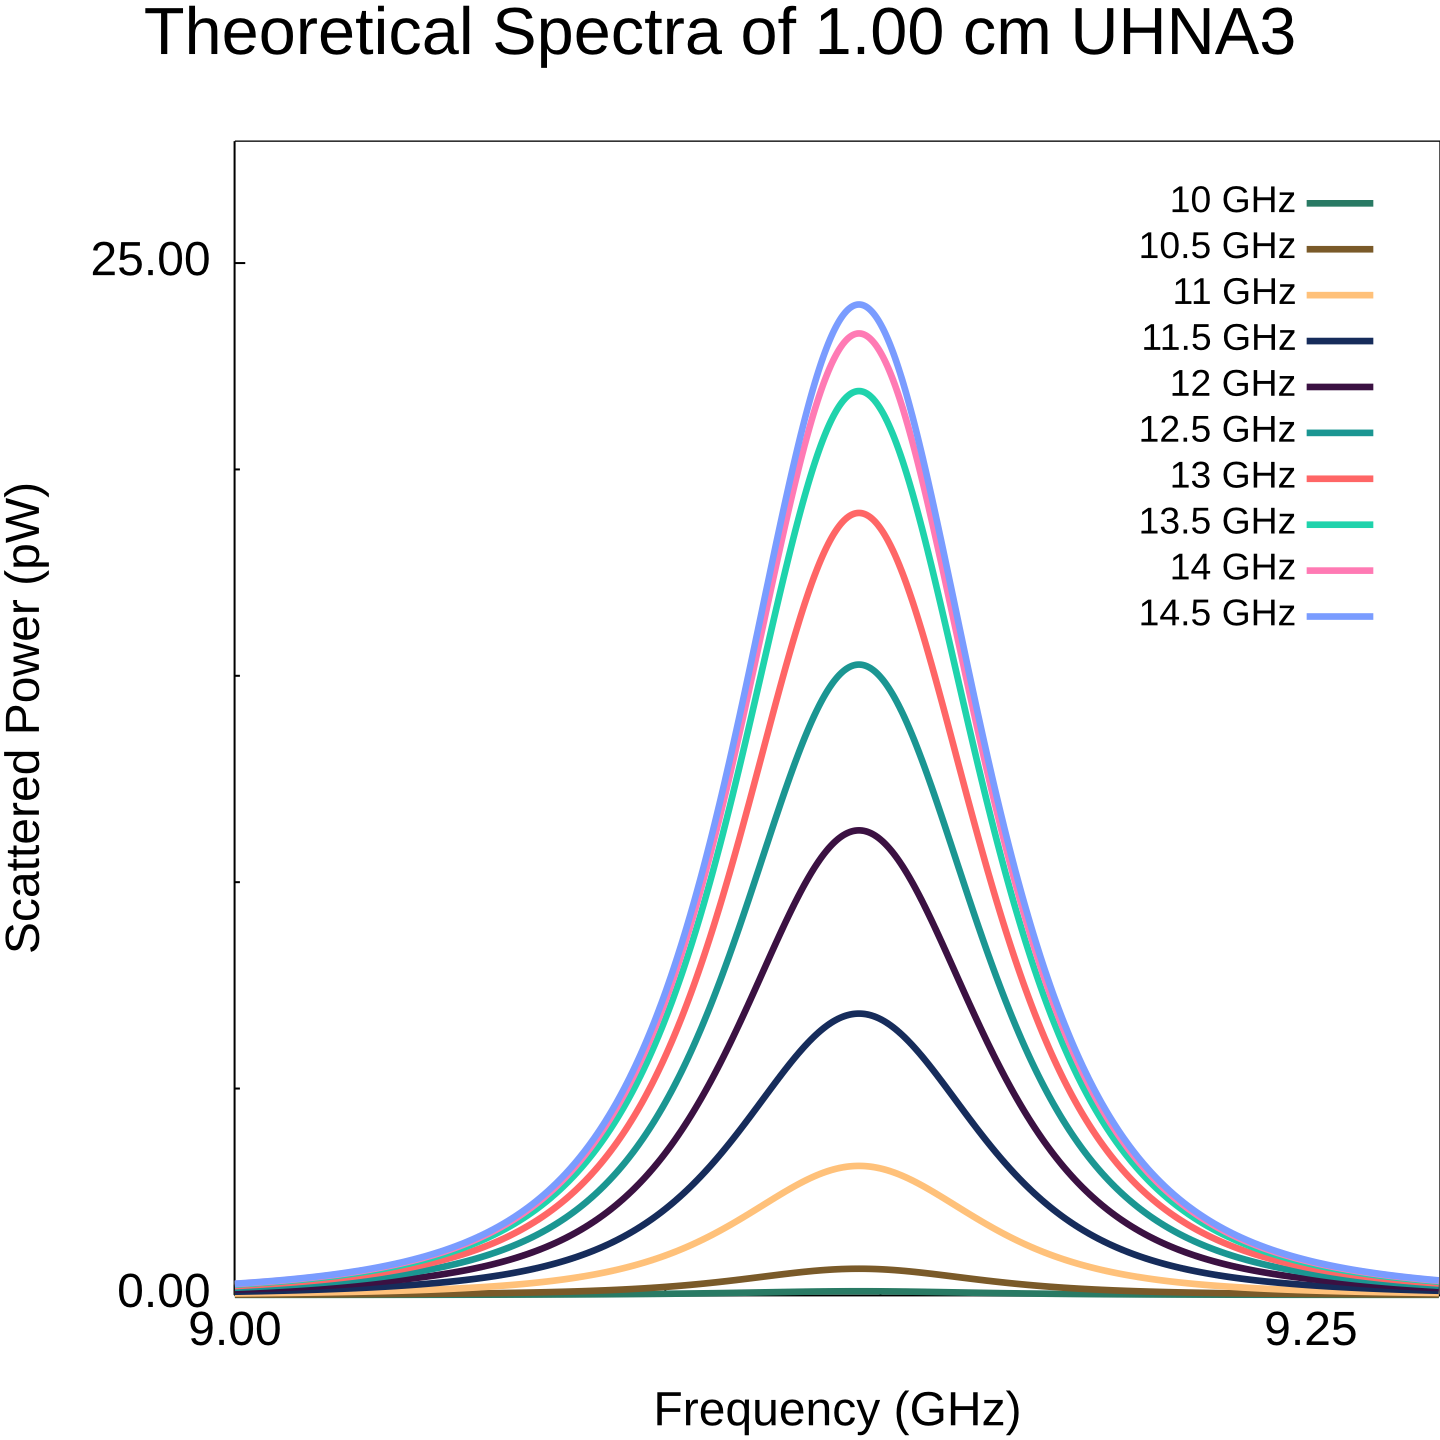 Theoretical Spectra of 1.00 cm UHNA3
10 GHz
10.5 GHz
11 GHz
11.5 GHz
12 GHz
12.5 GHz
13 GHz
13.5 GHz
14 GHz
14.5 GHz
25.00
Scattered Power (pW)
0.00
9.00
9.25
Frequency (GHz)